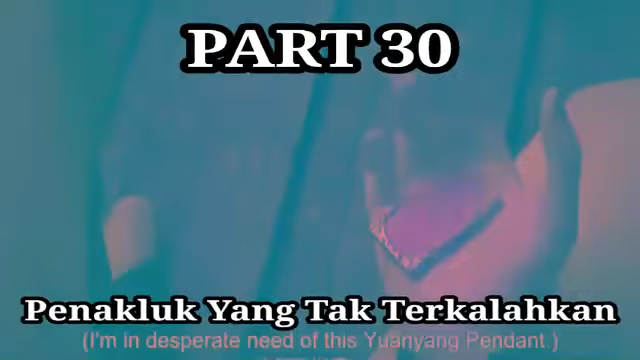 PART 30
Penakluk Yang Tak Terkalahkan
(I'm in desperate need of this Yuanyang Pendant.)